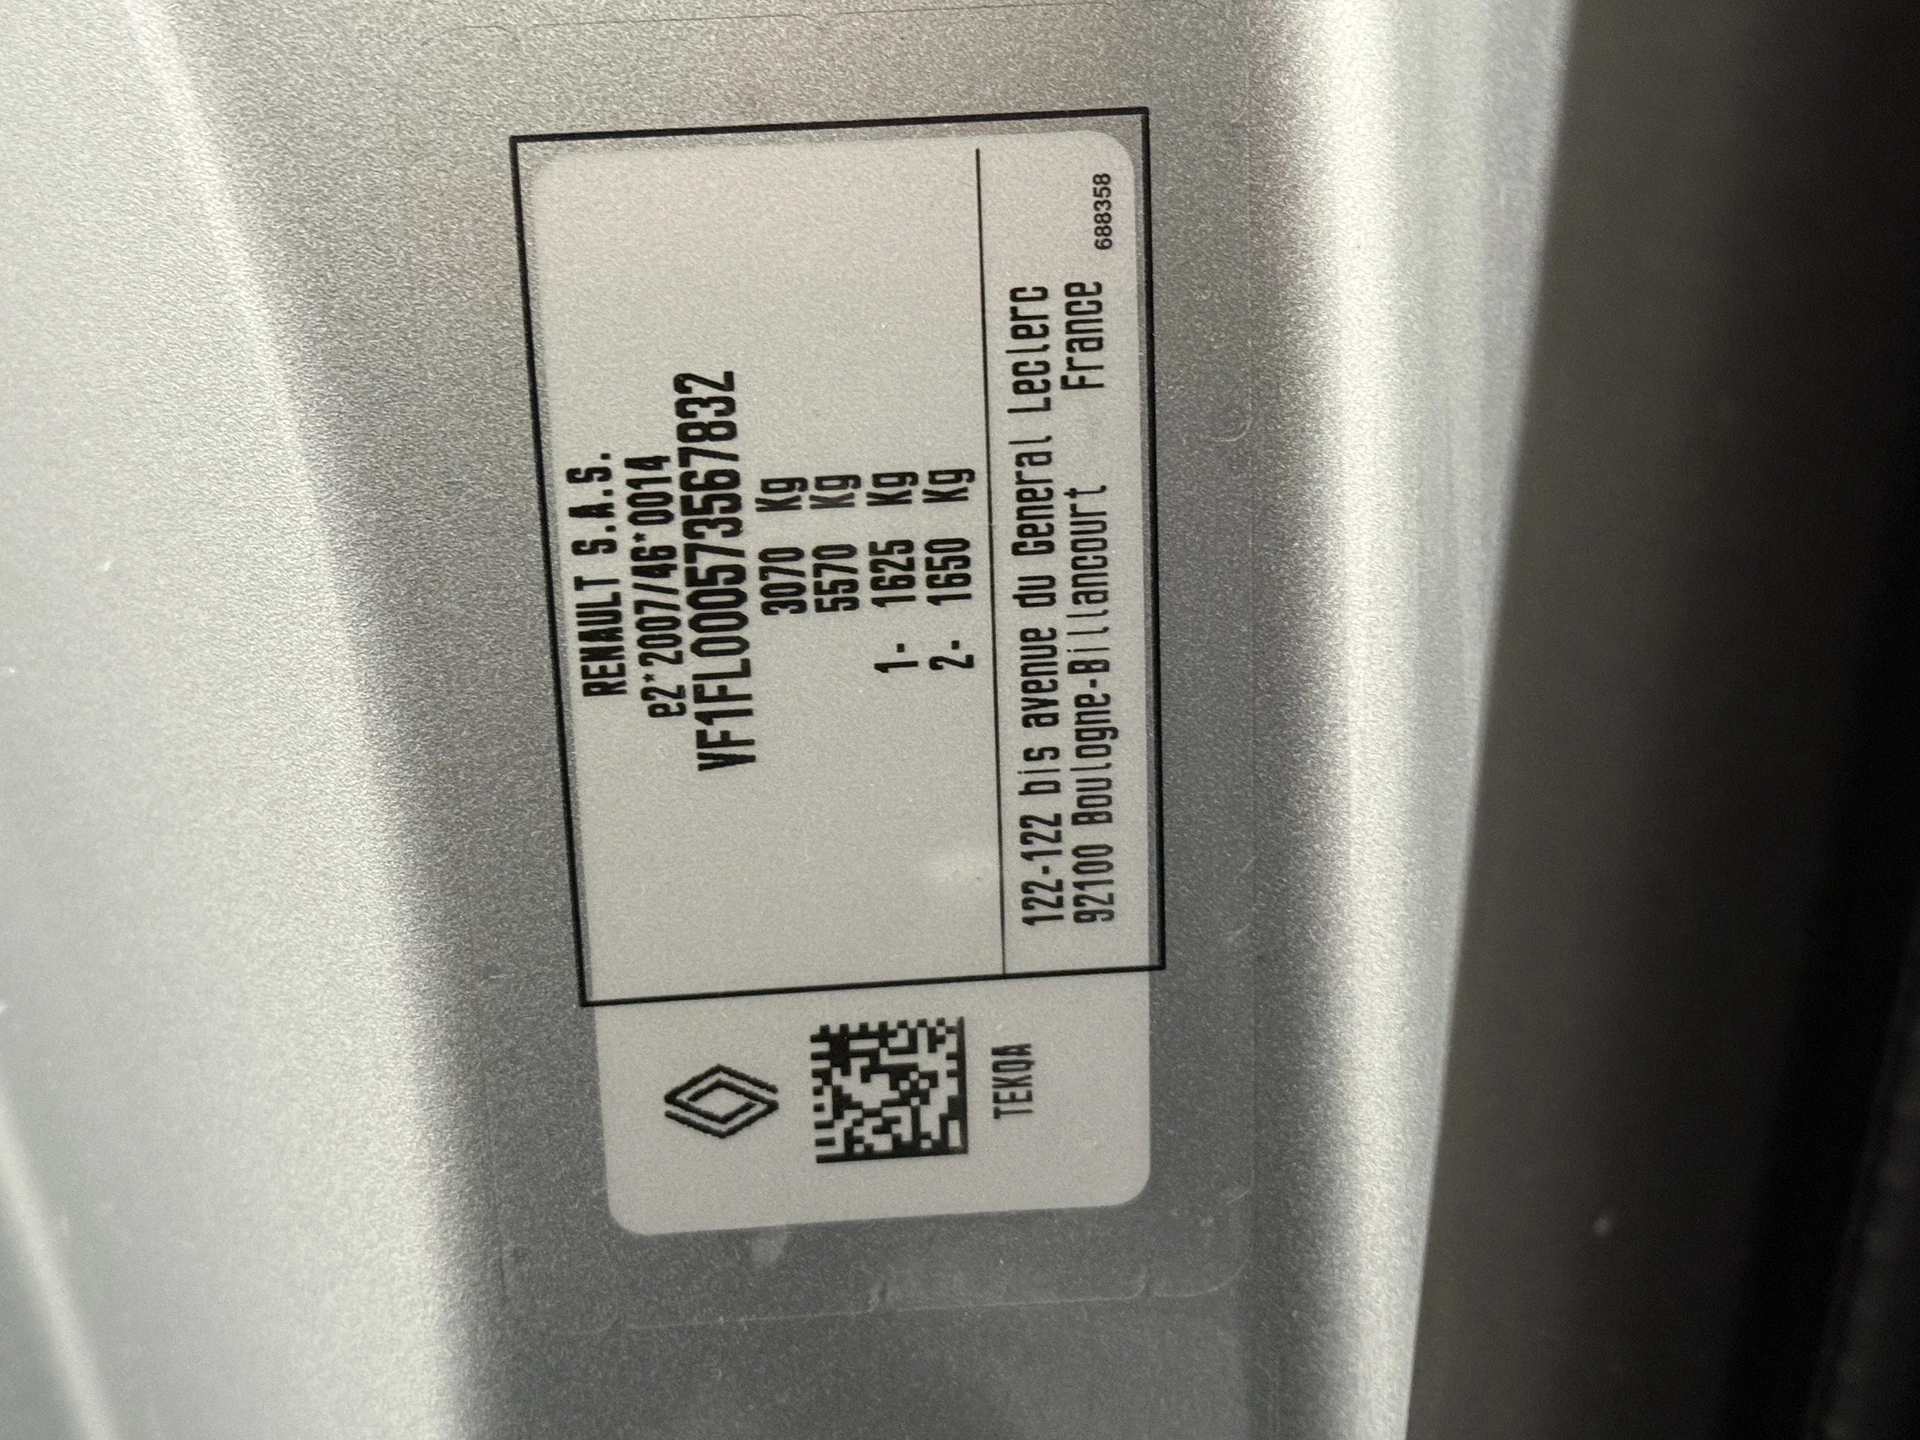 RENAULT S.A.S.
e2*2007/46*0014
VF1FL000573567832
3070 Kg
5570 Kg
1- 1625 Kg
2- 1650 Kg
122-122 bis avenue du General Leclerc
92100 Boulogne-Billancourt France
688358
TEKQA